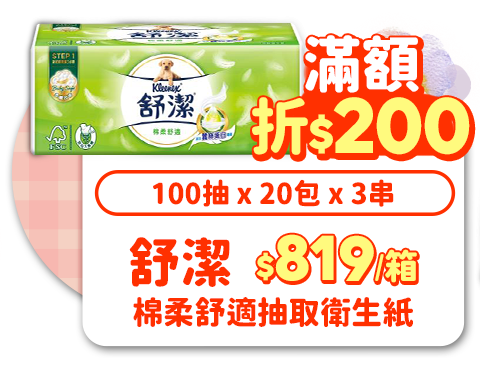 STEP 1
Kleenex
舒潔
棉柔舒適
FSC
滿額
折$200
100抽 x 20包 x 3串
舒潔 $819/箱
棉柔舒適抽取衛生紙